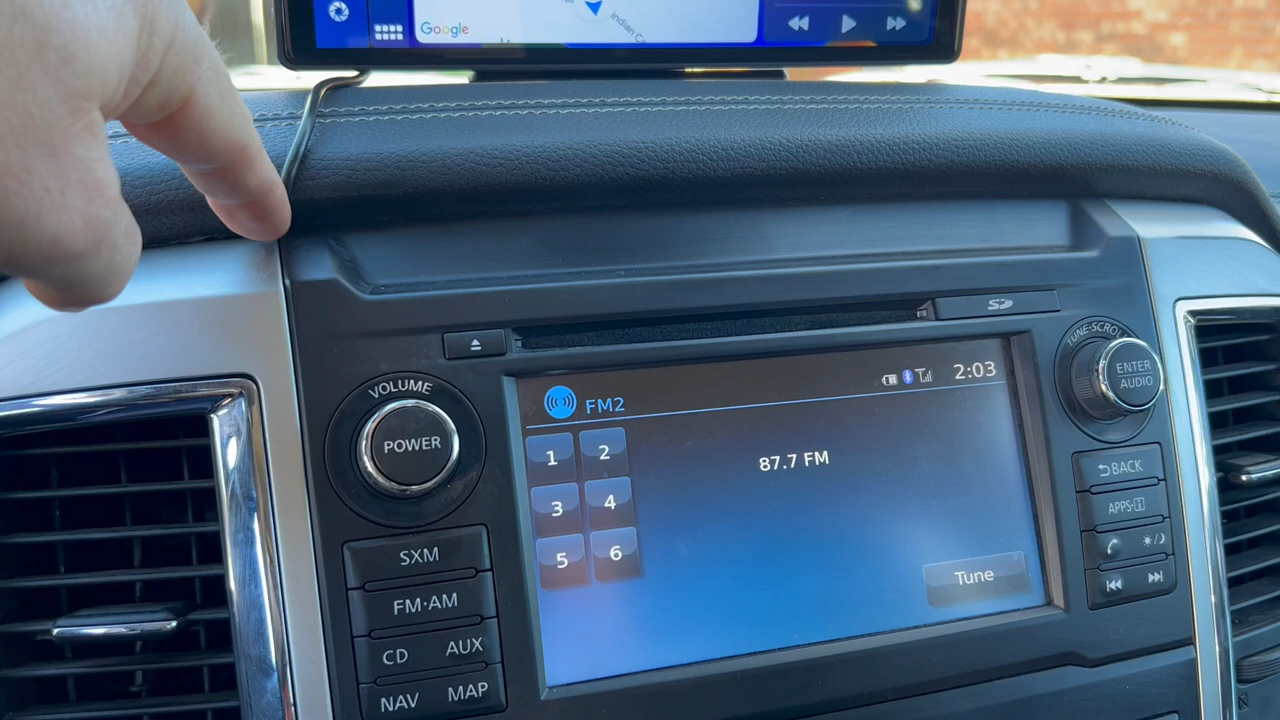 Google
Indian C
SD
VOLUME
POWER
FM2
2:03
TUNE·SCROLL
ENTER
AUDIO
1
2
87.7 FM
3
4
5
6
Tune
BACK
APPS·i
SXM
FM·AM
CD
AUX
NAV
MAP